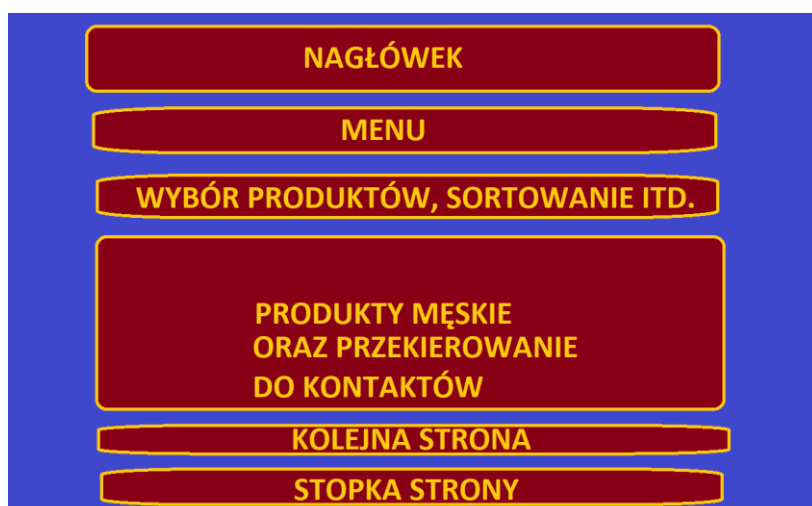 NAGŁÓWEK
MENU
WYBÓR PRODUKTÓW, SORTOWANIE ITD.
PRODUKTY MĘSKIE
ORAZ PRZEKIEROWANIE
DO KONTAKTÓW
KOLEJNA STRONA
STOPKA STRONY